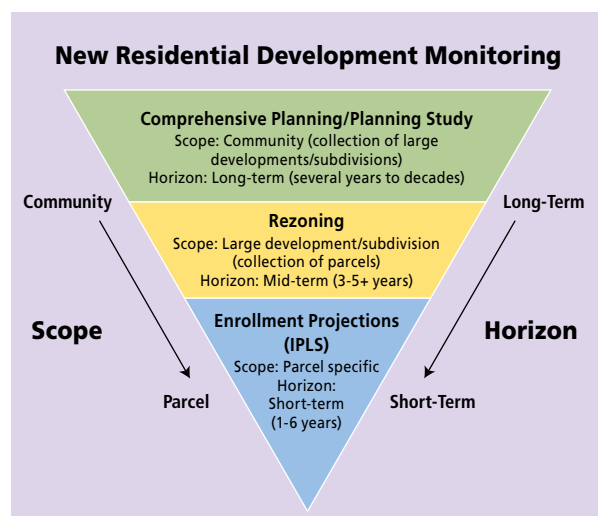 New Residential Development Monitoring
Comprehensive Planning/Planning Study
Scope: Community (collection of large
developments/subdivisions)
Horizon: Long-term (several years to decades)
Community
Long-Term
Rezoning
Scope: Large development/subdivision
(collection of parcels)
Horizon: Mid-term (3-5+ years)
Scope
Horizon
Enrollment Projections
(IPLS)
Scope: Parcel specific
Horizon:
Short-term
(1-6 years)
Parcel
Short-Term